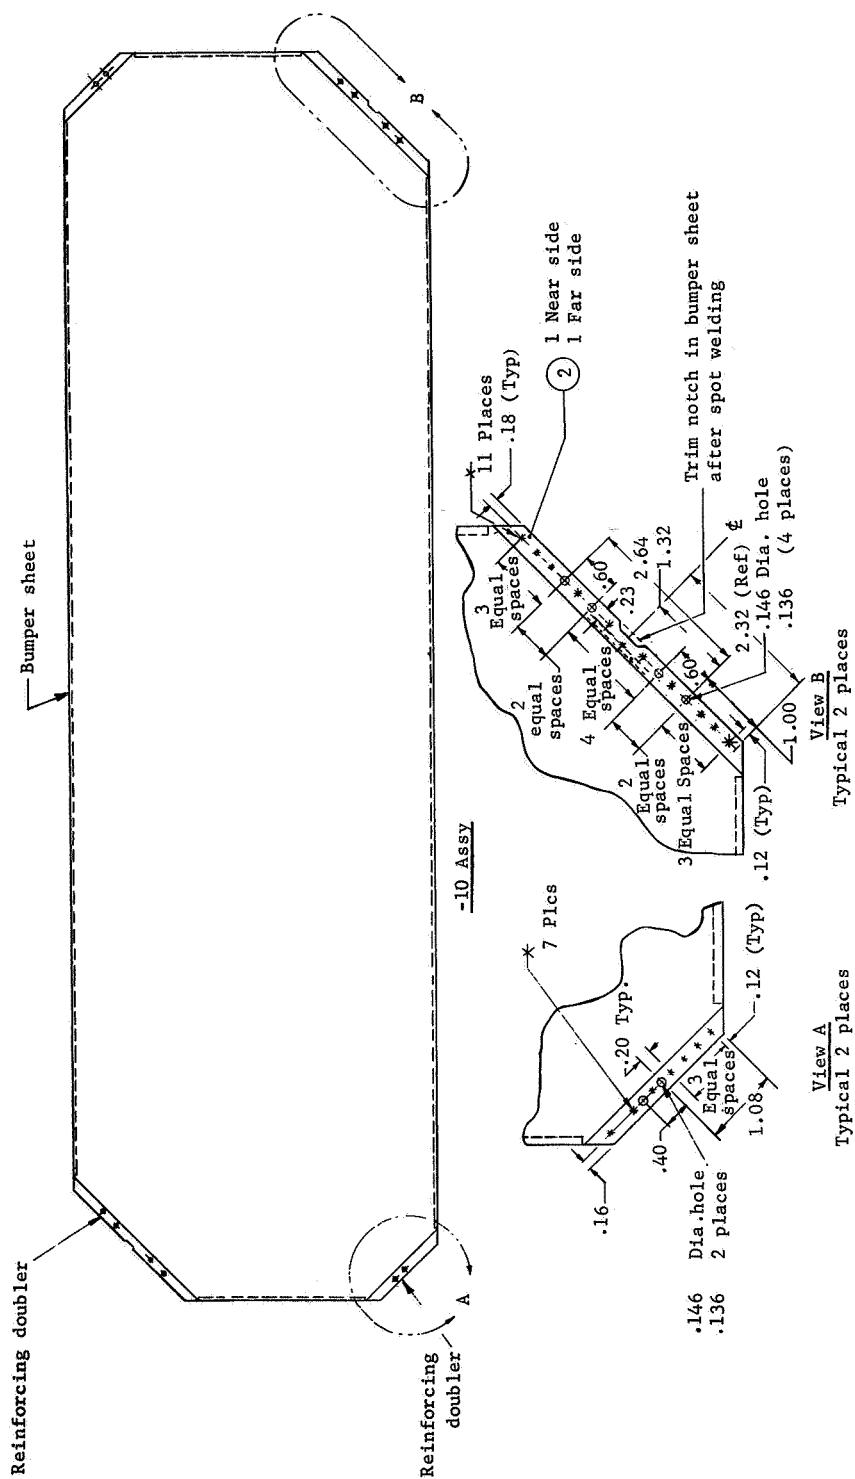 Bumper sheet
Reinforcing doubler
Reinforcing
doubler
A
B
-10 Assy
7 Plcs
.20 Typ.
.16
.40
3
Equal
spaces
1.08
.12 (Typ)
.146 Dia.hole
.136 2 places
View A
Typical 2 places
11 Places
.18 (Typ)
2
1 Near side
1 Far side
3
Equal
spaces
2
equal
spaces
4 Equal
spaces
2
Equal
spaces
3 Equal Spaces
.60
.23
2.64
1.32
Trim notch in bumper sheet
after spot welding
℄
2.32 (Ref)
.146 Dia. hole
.136 (4 places)
.60
1.00
.12 (Typ)
View B
Typical 2 places